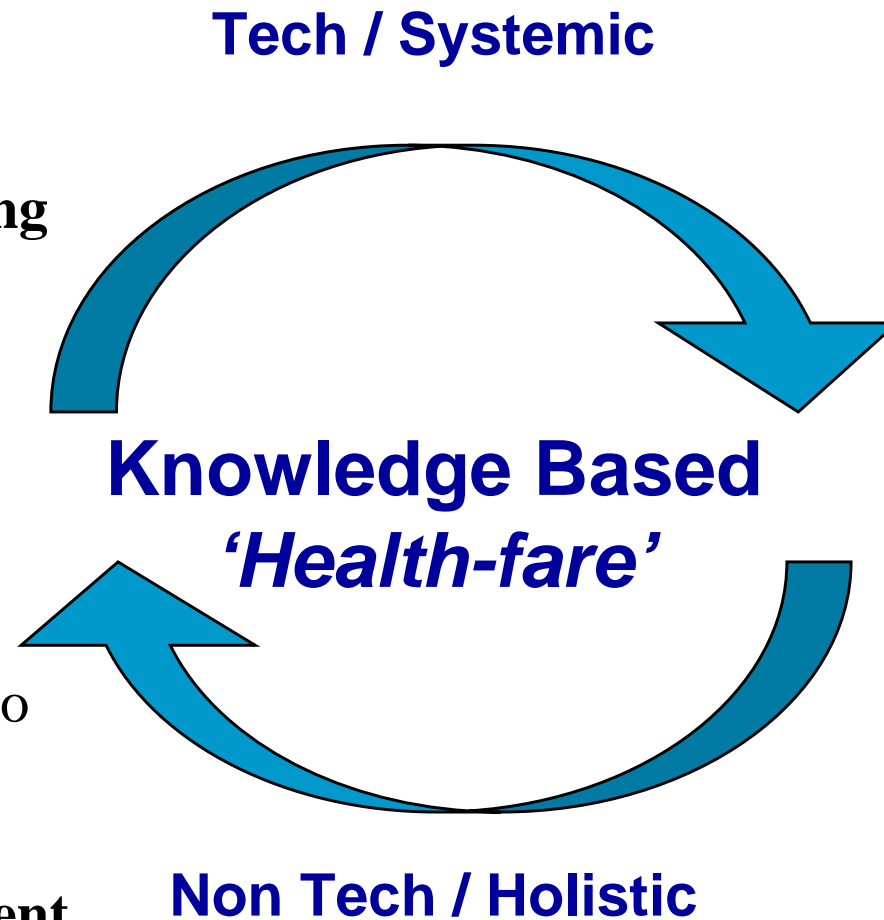 Tech / Systemic
Knowledge Based
‘Health-fare’
Non Tech / Holistic